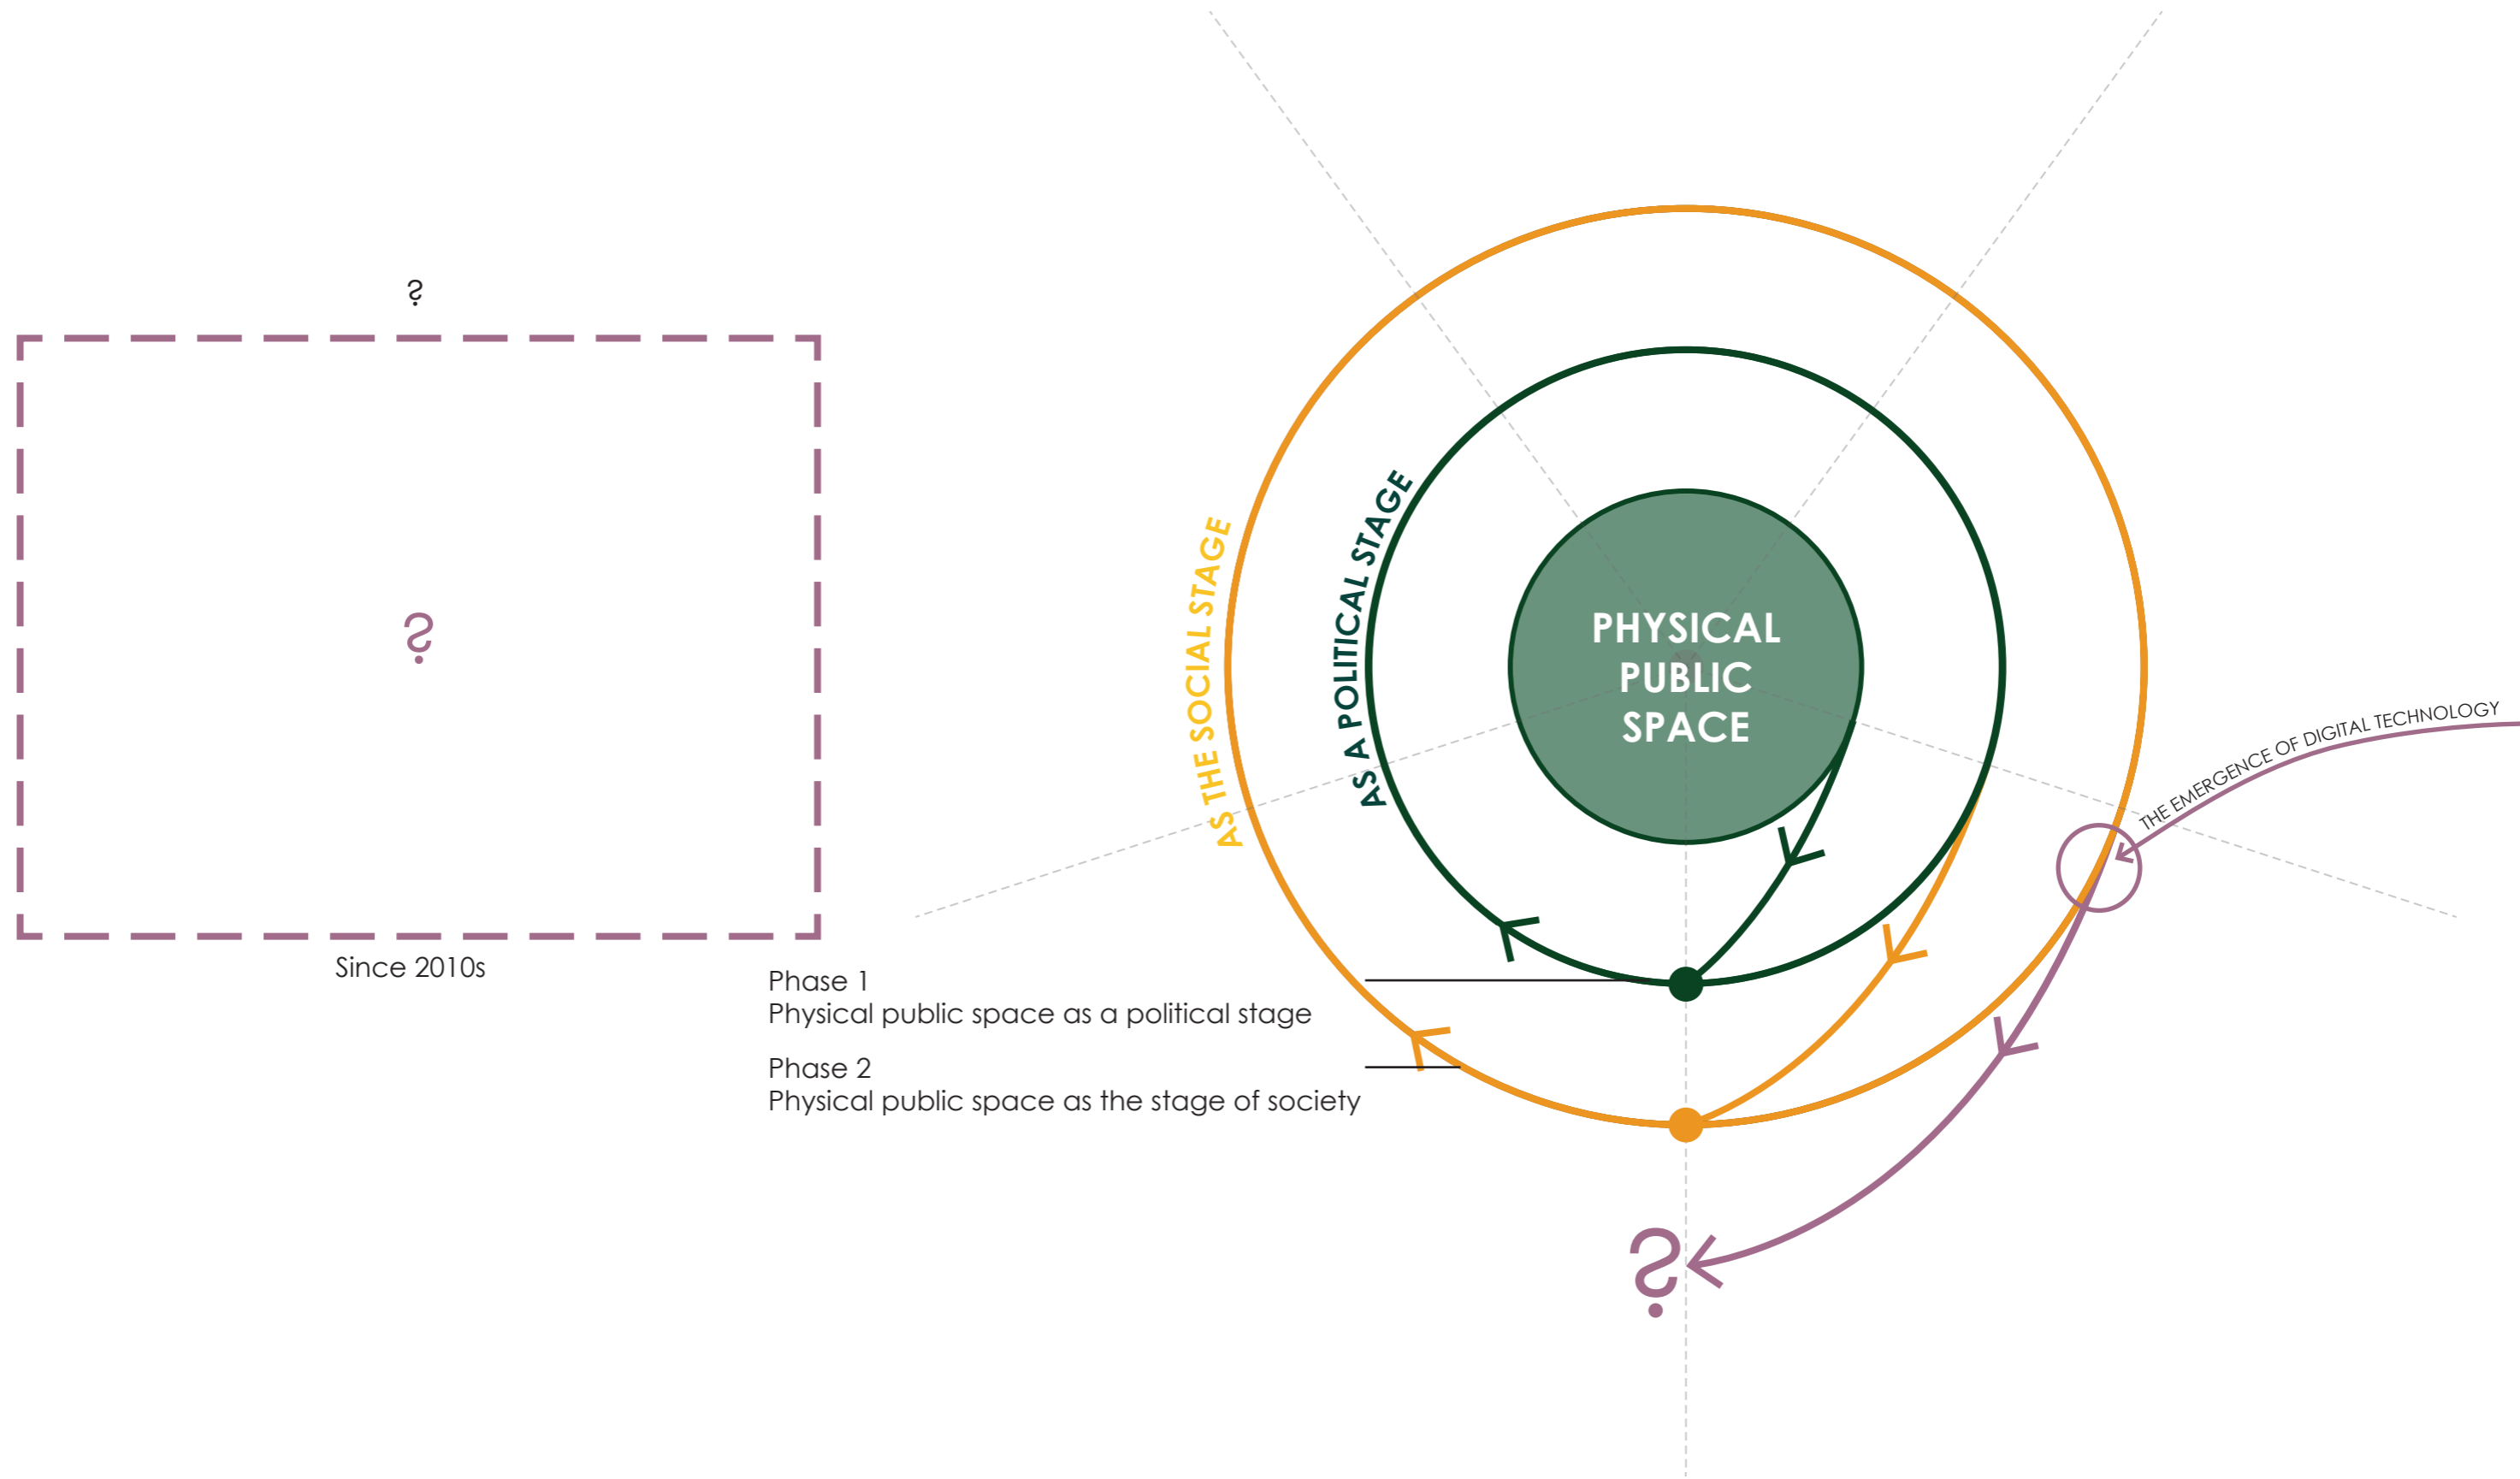 ?
?
Since 2010s
AS THE SOCIAL STAGE
AS A POLITICAL STAGE
PHYSICAL
PUBLIC
SPACE
THE EMERGENCE OF DIGITAL TECHNOLOGY
Phase 1
Physical public space as a political stage
Phase 2
Physical public space as the stage of society
?